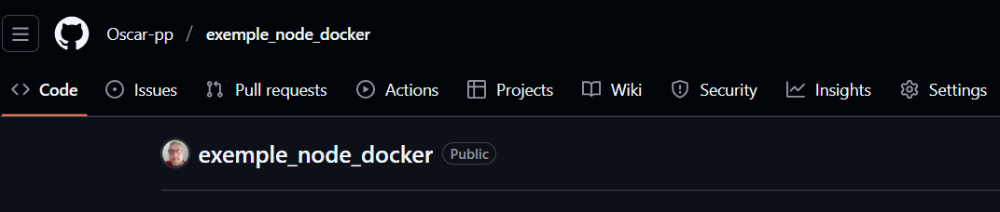 Oscar-pp / exemple_node_docker
Code Issues Pull requests Actions Projects Wiki Security Insights Settings
exemple_node_docker Public